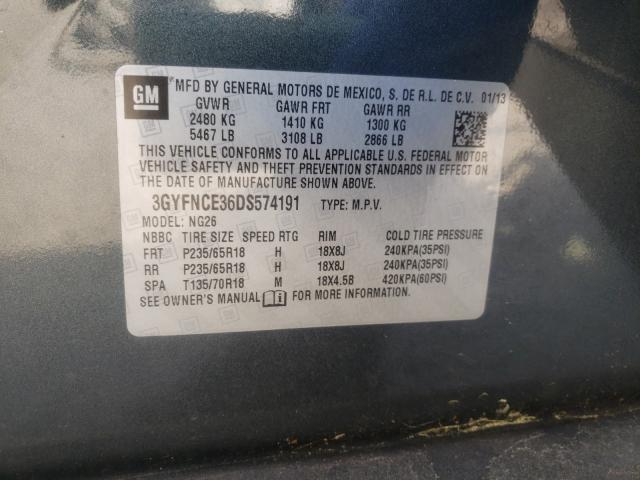 GM
MFD BY GENERAL MOTORS DE MEXICO, S. DE R.L. DE C.V. 01/13
GVWR GAWR FRT GAWR RR
2480 KG 1410 KG 1300 KG
5467 LB 3108 LB 2866 LB
THIS VEHICLE CONFORMS TO ALL APPLICABLE U.S. FEDERAL MOTOR
VEHICLE SAFETY AND THEFT PREVENTION STANDARDS IN EFFECT ON
THE DATE OF MANUFACTURE SHOWN ABOVE.
3GYFNCE36DS574191 TYPE: M.P.V.
MODEL: NG26
NBBC TIRE SIZE SPEED RTG RIM COLD TIRE PRESSURE
FRT P235/65R18 H 18X8J 240KPA(35PSI)
RR P235/65R18 H 18X8J 240KPA(35PSI)
SPA T135/70R18 M 18X4.5B 420KPA(60PSI)
SEE OWNER'S MANUAL FOR MORE INFORMATION.